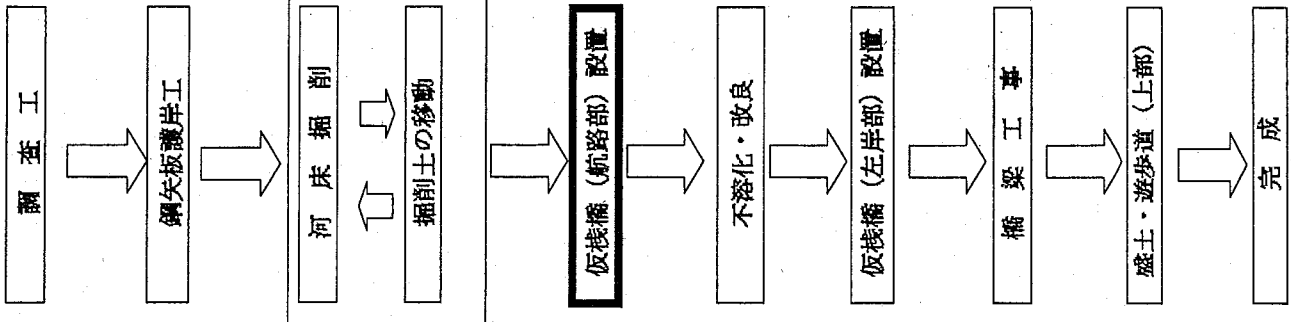 調 査 工
鋼矢板護岸工
河 床 掘 削
掘削土の移動
仮桟橋（航路部）設置
不溶化・改良
仮桟橋（左岸部）設置
橋 梁 工 事
盛土・遊歩道（上部）
完 成